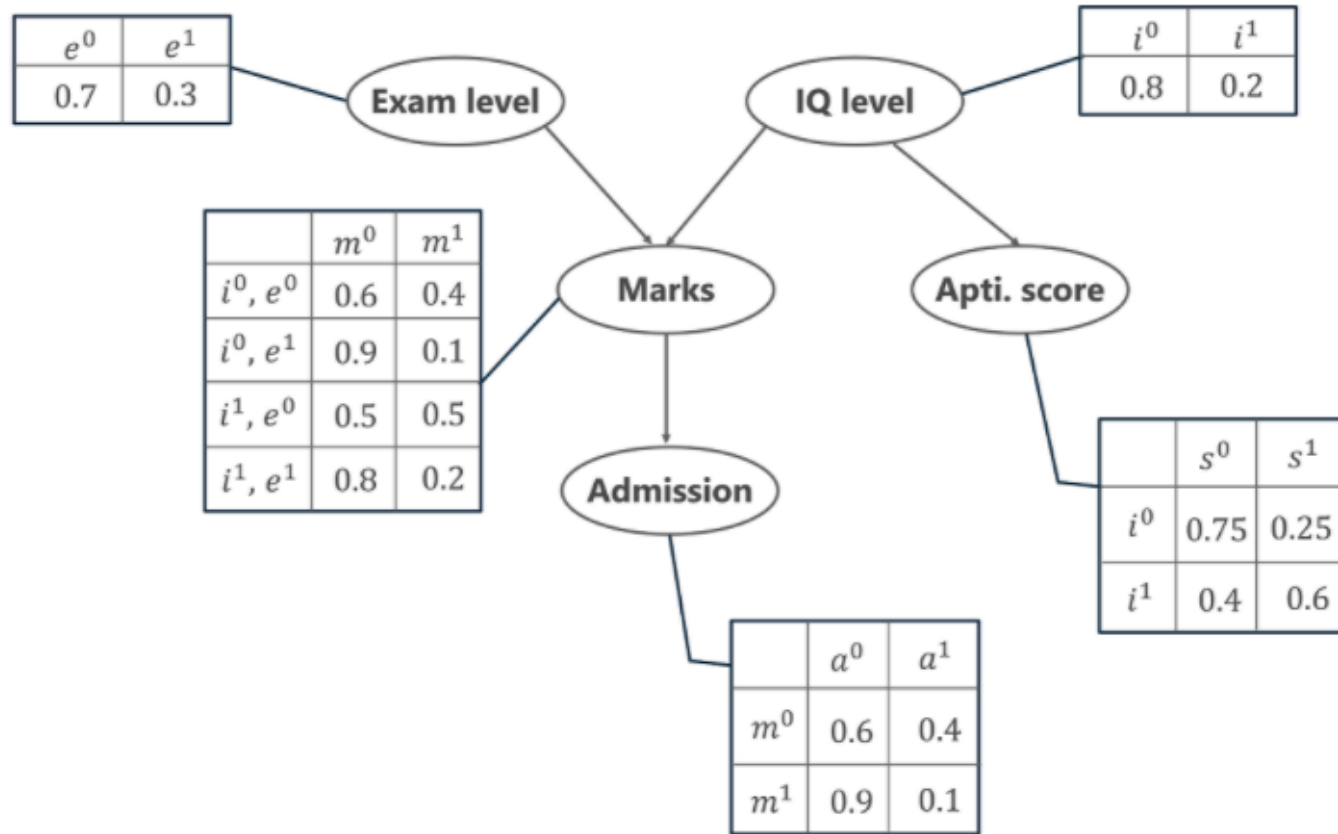 e⁰ e¹
0.7 0.3
Exam level
IQ level
i⁰ i¹
0.8 0.2
m⁰ m¹
i⁰, e⁰ 0.6 0.4
i⁰, e¹ 0.9 0.1
i¹, e⁰ 0.5 0.5
i¹, e¹ 0.8 0.2
Marks
Apti. score
Admission
s⁰ s¹
i⁰ 0.75 0.25
i¹ 0.4 0.6
a⁰ a¹
m⁰ 0.6 0.4
m¹ 0.9 0.1